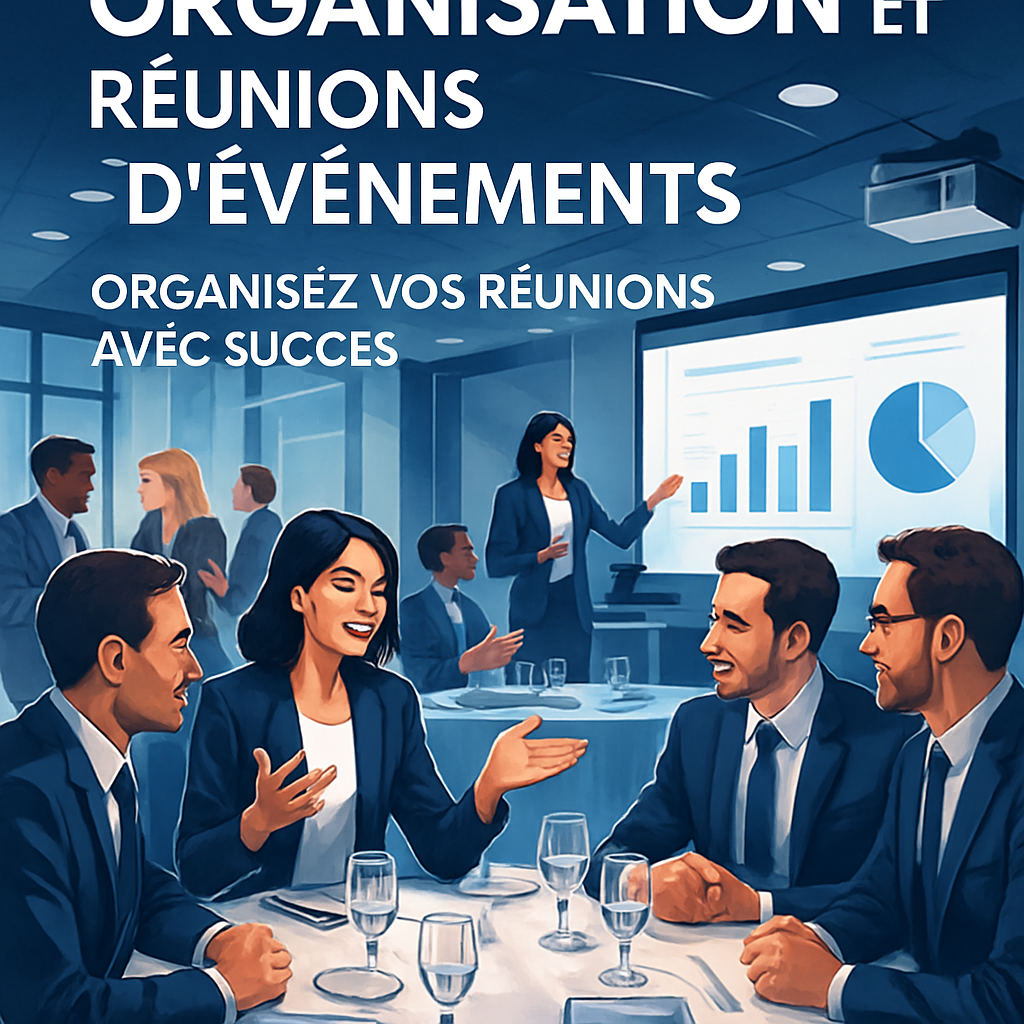 ORGANISATION ET
RÉUNIONS
D'ÉVÉNEMENTS
ORGANISÉZ VOS RÉUNIONS
AVÉC SUCCES